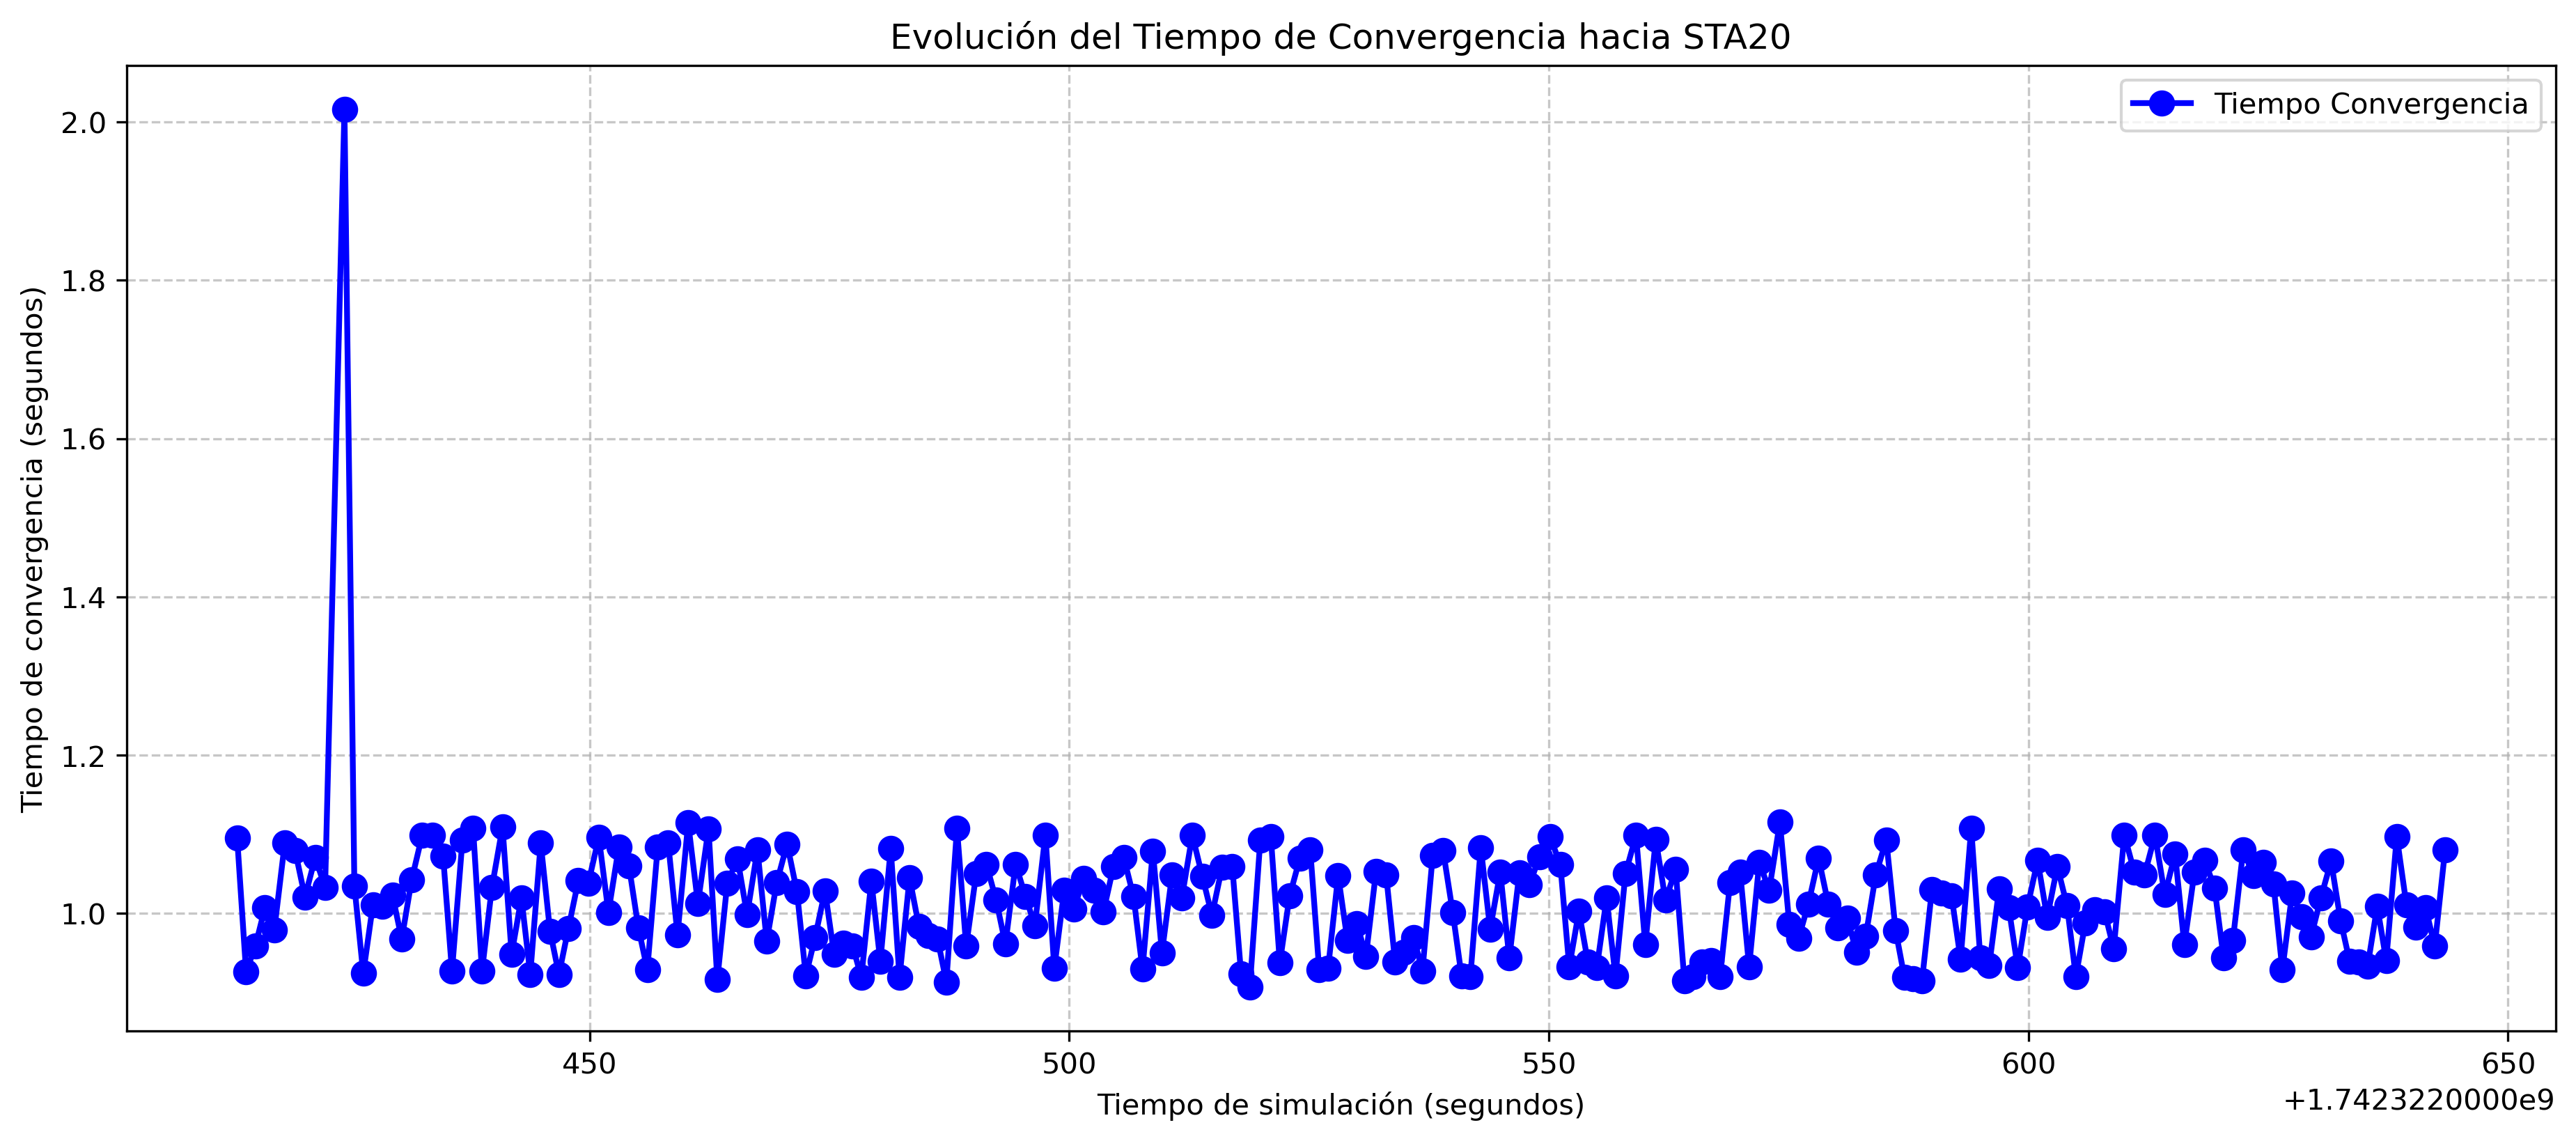 Evolución del Tiempo de Convergencia hacia STA20
Tiempo Convergencia
Tiempo de convergencia (segundos)
2.0
1.8
1.6
1.4
1.2
1.0
450 500 550 600 650
Tiempo de simulación (segundos)
+1.7423220000e9